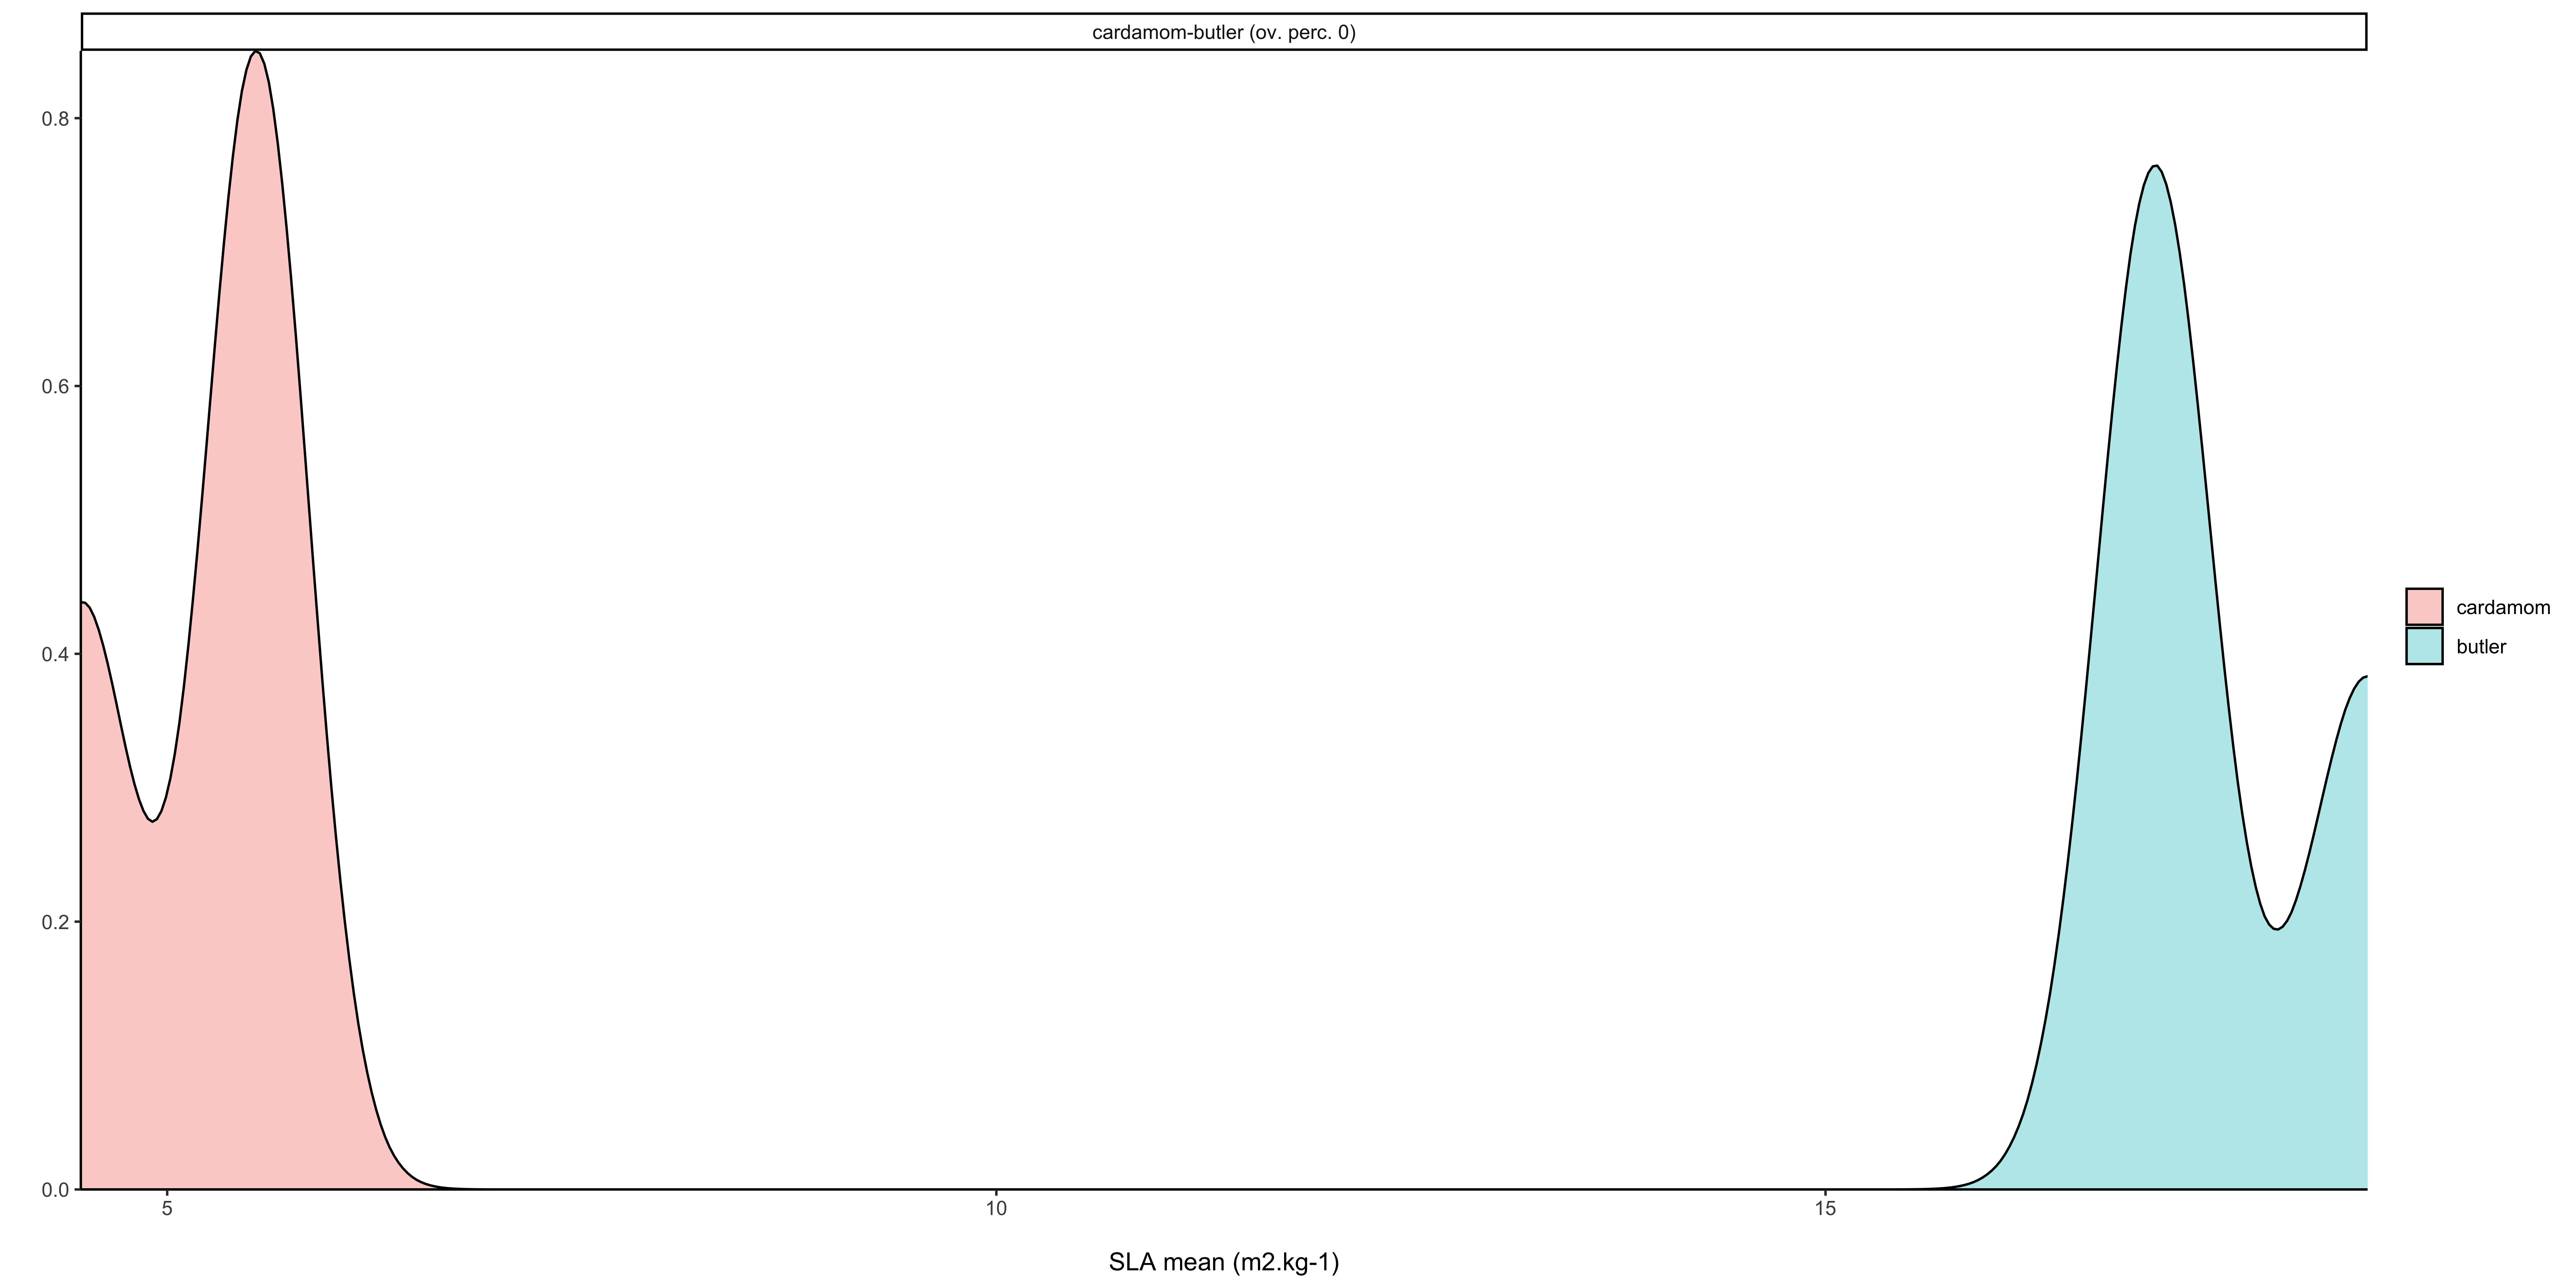 cardamom-butler (ov. perc. 0)
0.8
0.6
0.4
0.2
0.0
5
10
15
SLA mean (m2.kg-1)
cardamom
butler